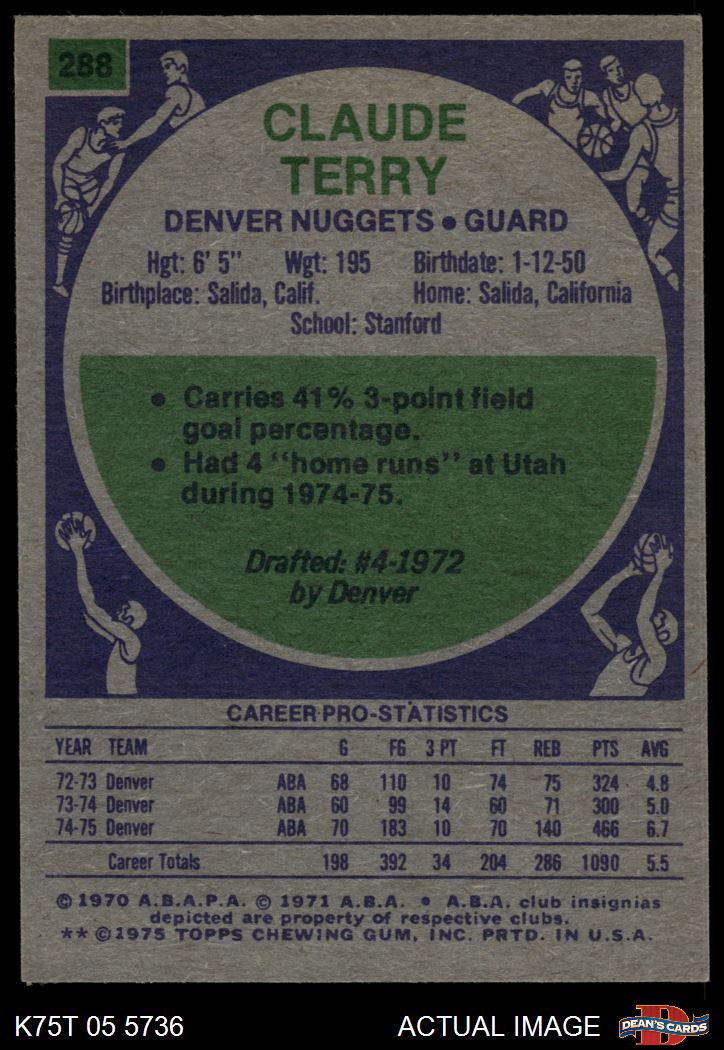 288
CLAUDE
TERRY
DENVER NUGGETS • GUARD
Hgt: 6' 5" Wgt: 195 Birthdate: 1-12-50
Birthplace: Salida, Calif. Home: Salida, California
School: Stanford
• Carries 41% 3-point field
goal percentage.
• Had 4 "home runs" at Utah
during 1974-75.
Drafted: #4-1972
by Denver
CAREER PRO-STATISTICS
YEAR TEAM G FG 3 PT FT REB PTS AVG
72-73 Denver ABA 68 110 10 74 75 324 4.8
73-74 Denver ABA 60 99 14 60 71 300 5.0
74-75 Denver ABA 70 183 10 70 140 466 6.7
Career Totals 198 392 34 204 286 1090 5.5
© 1970 A.B.A.P.A. © 1971 A.B.A. • A.B.A. club insignias
depicted are property of respective clubs.
** © 1975 TOPPS CHEWING GUM, INC. PRTD. IN U.S.A.
K75T 05 5736 ACTUAL IMAGE D DEAN'S CARDS